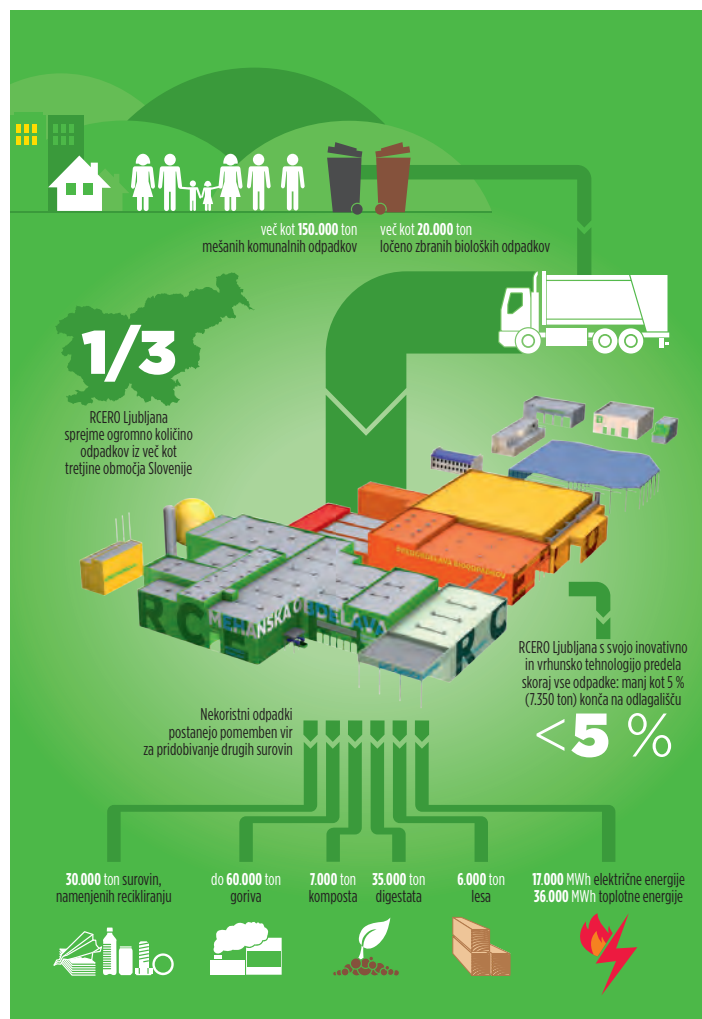 več kot 150.000 ton
mešanih komunalnih odpadkov
več kot 20.000 ton
ločeno zbranih bioloških odpadkov
1/3
RCERO Ljubljana
sprejme ogromno količino
odpadkov iz več kot
tretjine območja Slovenije
RCERO Ljubljana s svojo inovativno
in vrhunsko tehnologijo predela
skoraj vse odpadke: manj kot 5 %
(7.350 ton) konča na odlagališču
<5 %
Nekoristni odpadki
postanejo pomemben vir
za pridobivanje drugih surovin
30.000 ton surovin,
namenjenih recikliranju
do 60.000 ton
goriva
7.000 ton
komposta
35.000 ton
digestata
6.000 ton
lesa
17.000 MWh električne energije
36.000 MWh toplotne energije